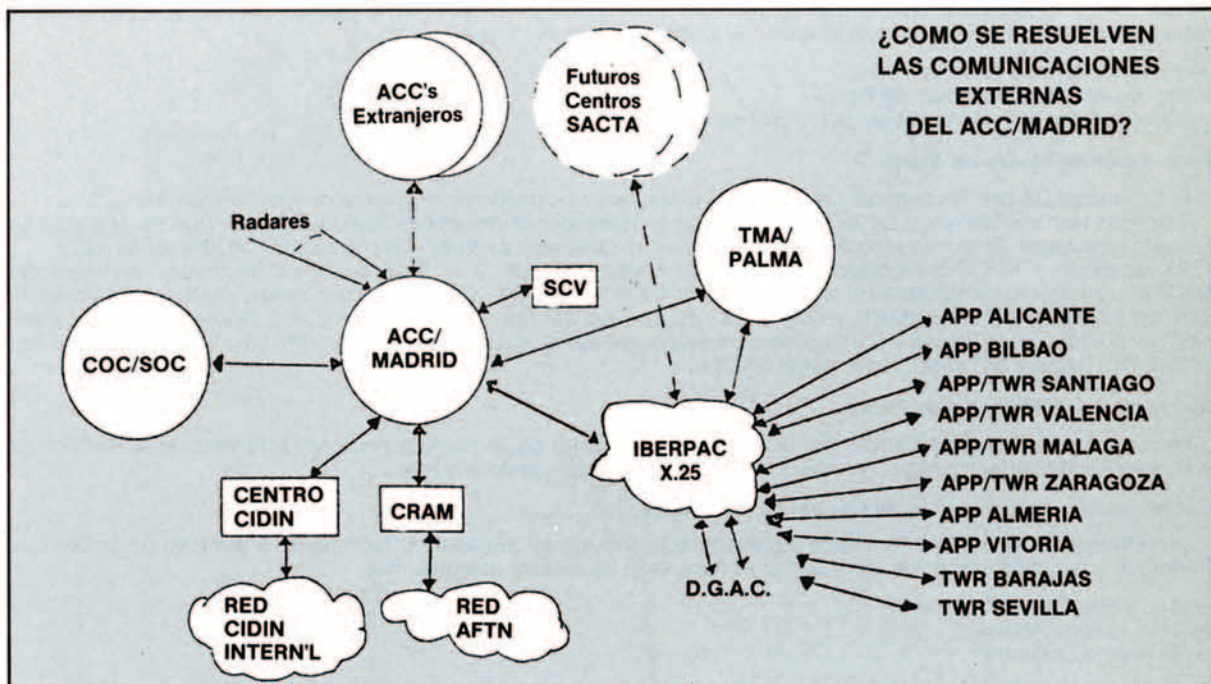 ¿COMO SE RESUELVEN
LAS COMUNICACIONES
EXTERNAS
DEL ACC/MADRID?
ACC's
Extranjeros
Futuros
Centros
SACTA
Radares
TMA/
PALMA
SCV
ACC/
MADRID
COC/SOC
IBERPAC
X.25
APP ALICANTE
APP BILBAO
APP/TWR SANTIAGO
APP/TWR VALENCIA
APP/TWR MALAGA
APP/TWR ZARAGOZA
APP ALMERIA
APP VITORIA
TWR BARAJAS
TWR SEVILLA
CENTRO
CIDIN
CRAM
D.G.A.C.
RED
CIDIN
INTERN'L
RED
AFTN